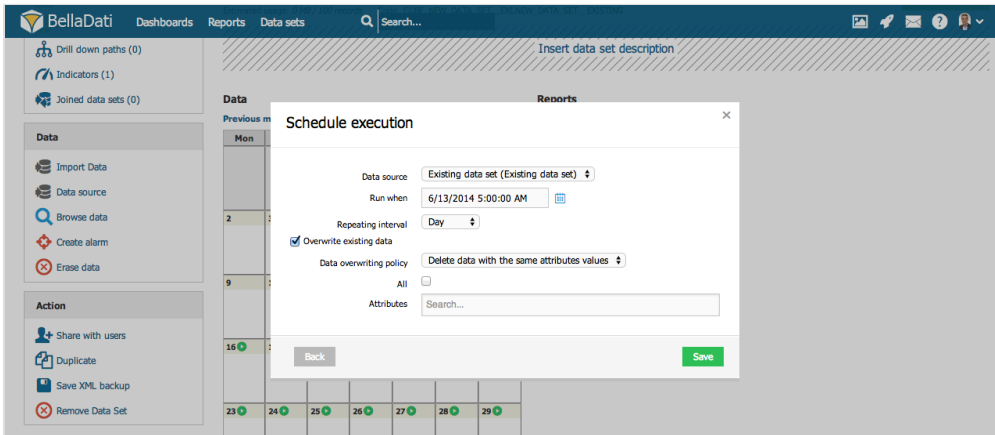 BellaDati Dashboards Reports Data sets Search...
Drill down paths (0)
Indicators (1)
Joined data sets (0)
Data
Import Data
Data source
Browse data
Create alarm
Erase data
Action
Share with users
Duplicate
Save XML backup
Remove Data Set
Insert data set description
Data Reports
Previous m
Mon
2
9
16
23 24 25 26 27 28 29
Schedule execution
Data source Existing data set (Existing data set)
Run when 6/13/2014 5:00:00 AM
Repeating interval Day
Overwrite existing data
Data overwriting policy Delete data with the same attributes values
All
Attributes Search...
Back Save